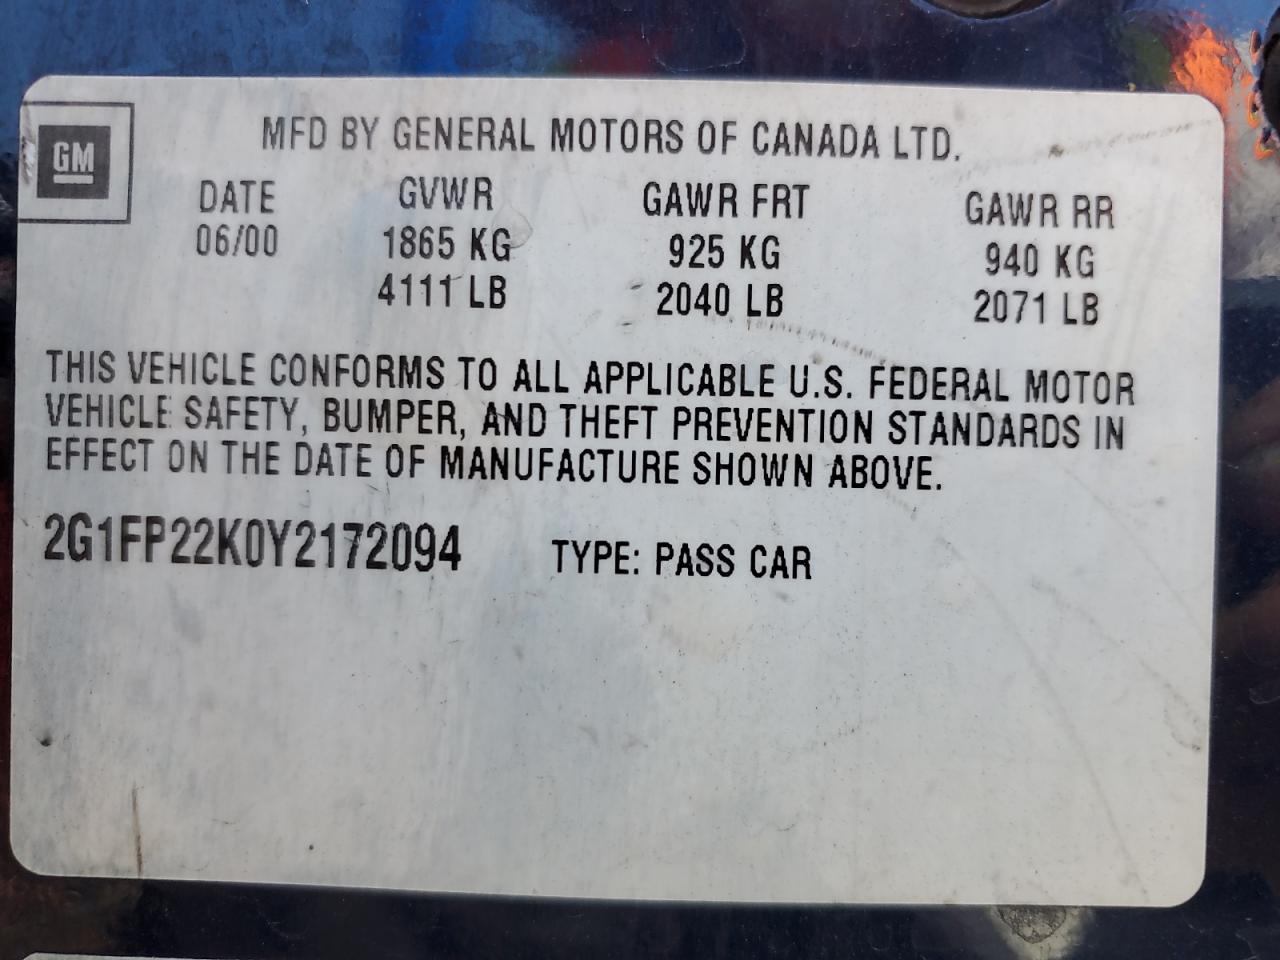 GM
MFD BY GENERAL MOTORS OF CANADA LTD.
DATE GVWR GAWR FRT GAWR RR
06/00 1865 KG 925 KG 940 KG
4111 LB 2040 LB 2071 LB
THIS VEHICLE CONFORMS TO ALL APPLICABLE U.S. FEDERAL MOTOR
VEHICLE SAFETY, BUMPER, AND THEFT PREVENTION STANDARDS IN
EFFECT ON THE DATE OF MANUFACTURE SHOWN ABOVE.
2G1FP22K0Y2172094 TYPE: PASS CAR